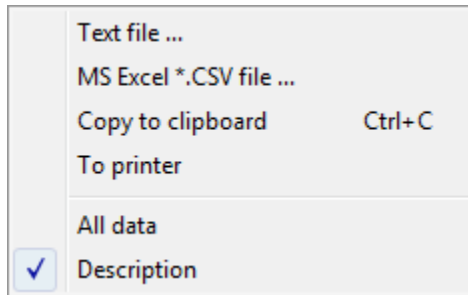 Text file ...
MS Excel *.CSV file ...
Copy to clipboard Ctrl+C
To printer
All data
Description